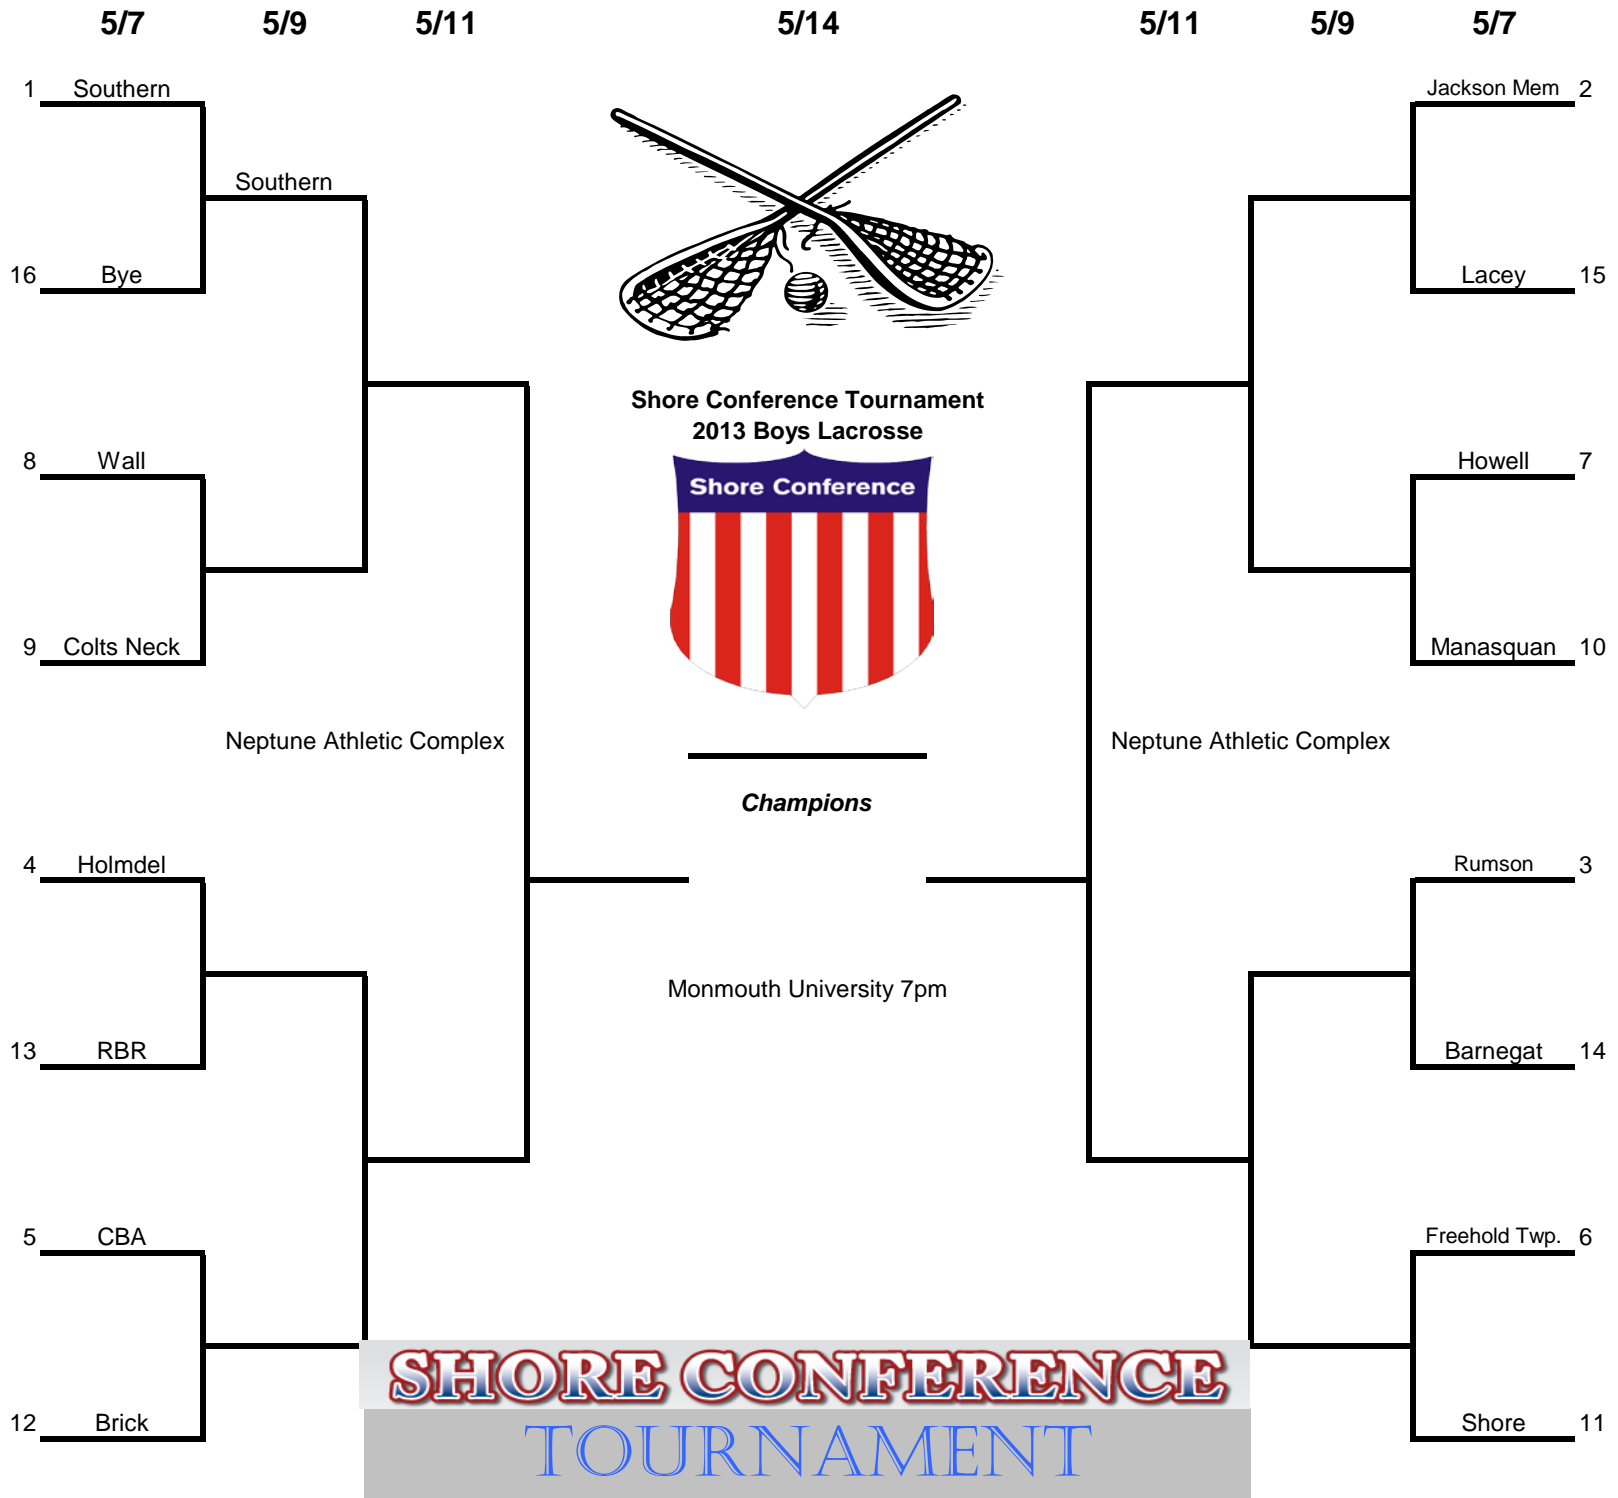 5/7 5/9 5/11 5/14 5/11 5/9 5/7
1 Southern Jackson Mem 2
Southern
16 Bye Lacey 15
Shore Conference Tournament
2013 Boys Lacrosse
8 Wall Howell 7
Shore Conference
9 Colts Neck Manasquan 10
Neptune Athletic Complex Neptune Athletic Complex
Champions
4 Holmdel Rumson 3
Monmouth University 7pm
13 RBR Barnegat 14
5 CBA Freehold Twp. 6
SHORE CONFERENCE
12 Brick Shore 11
TOURNAMENT